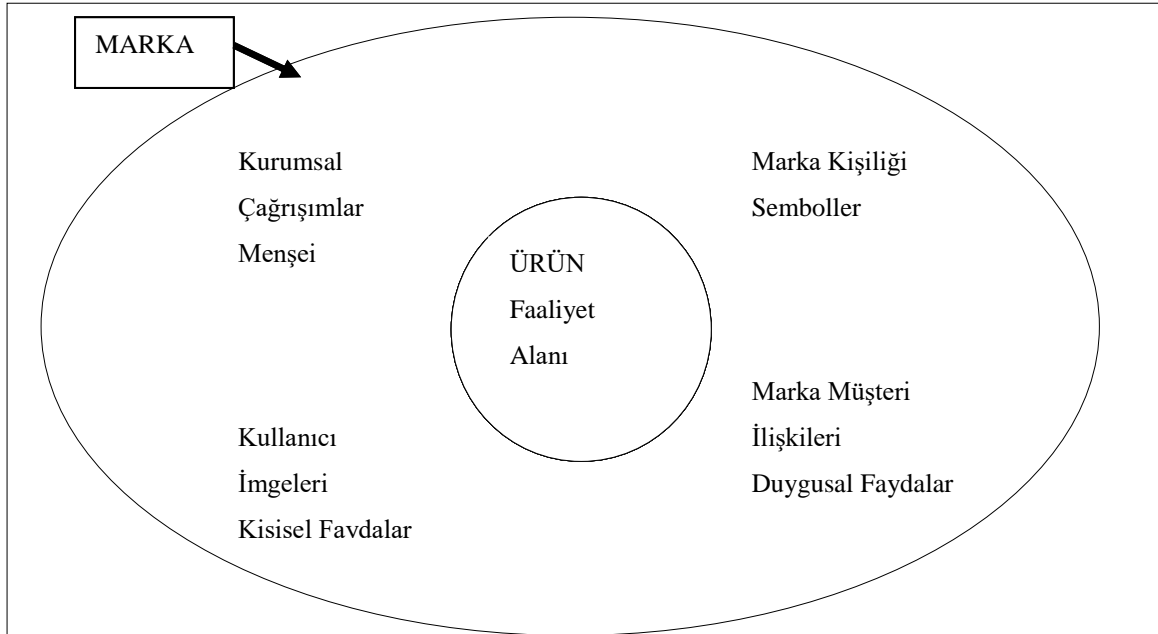 MARKA
Kurumsal
Çağrışımlar
Menşei
Marka Kişiliği
Semboller
ÜRÜN
Faaliyet
Alanı
Kullanıcı
İmgeleri
Kisisel Favdalar
Marka Müşteri
İlişkileri
Duygusal Faydalar